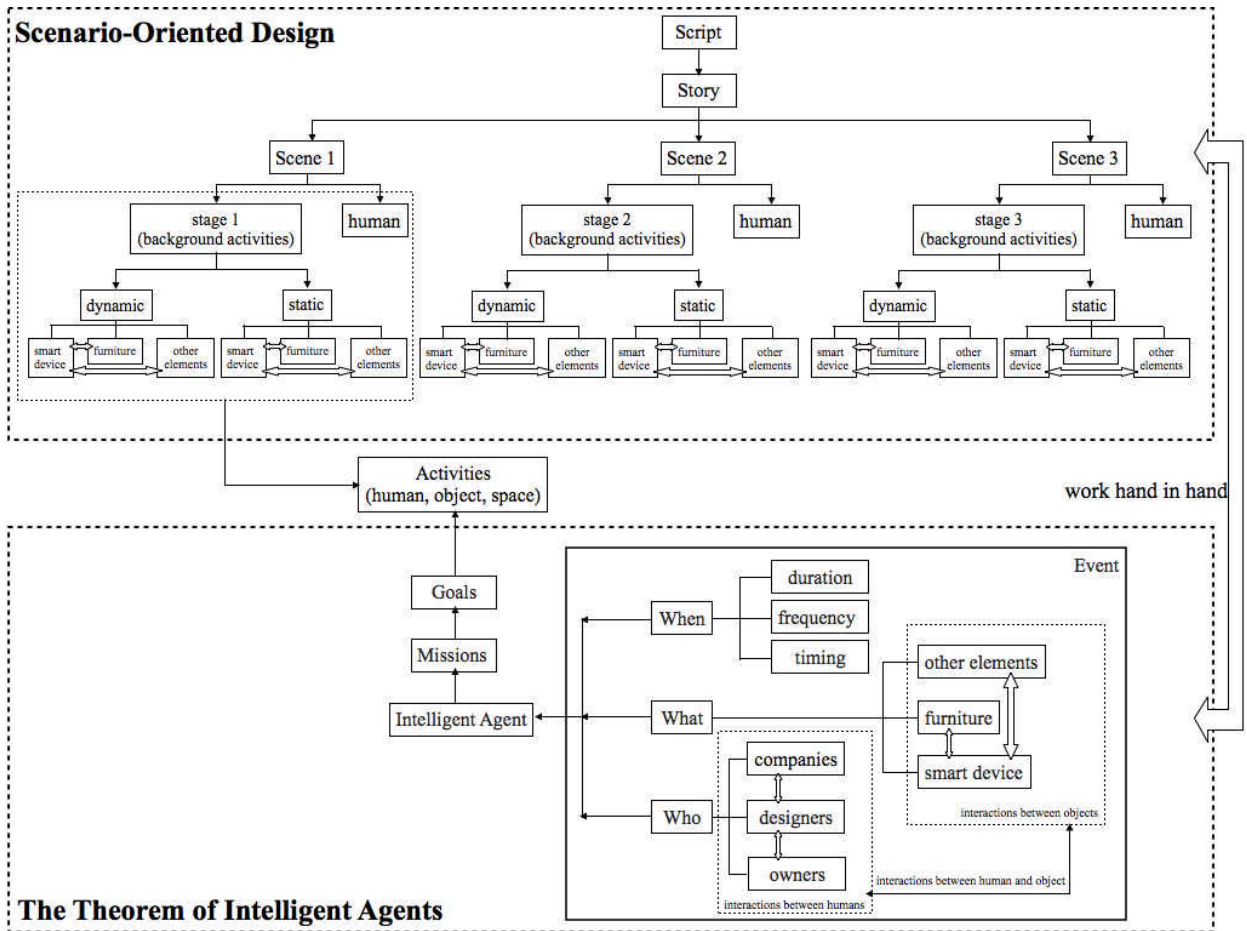 Scenario-Oriented Design
Script
Story
Scene 1
Scene 2
Scene 3
stage 1
(background activities)
human
stage 2
(background activities)
human
stage 3
(background activities)
human
dynamic
static
dynamic
static
dynamic
static
smart
device
furniture
other
elements
smart
device
furniture
other
elements
smart
device
furniture
other
elements
smart
device
furniture
other
elements
smart
device
furniture
other
elements
smart
device
furniture
other
elements
Activities
(human, object, space)
work hand in hand
Event
Goals
Missions
Intelligent Agent
When
duration
frequency
timing
What
other elements
furniture
smart device
interactions between objects
Who
companies
designers
owners
interactions between humans
interactions between human and object
The Theorem of Intelligent Agents